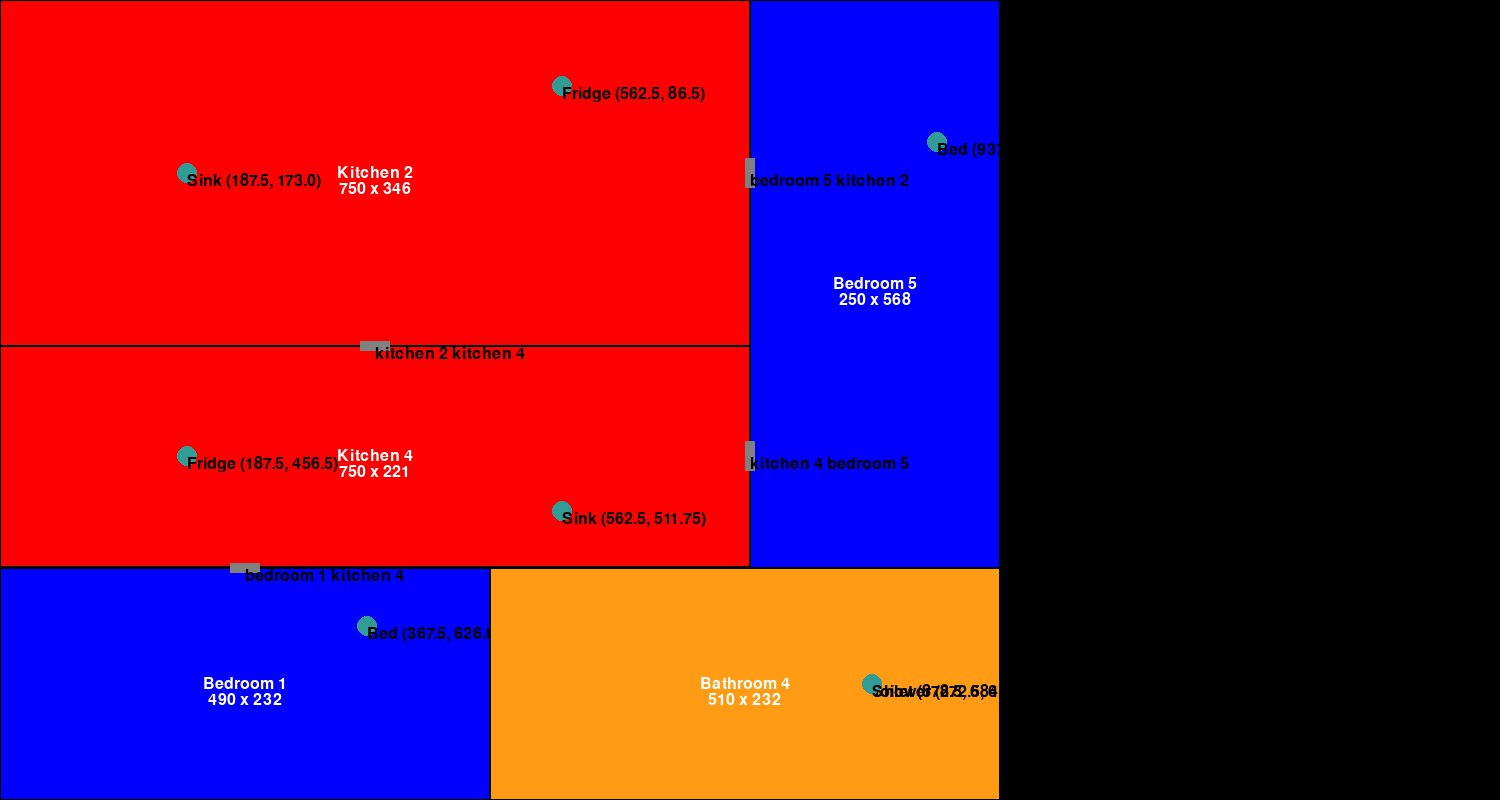 Fridge (562.5, 86.5)
Bed (937
Kitchen 2
750 x 346
Sink (187.5, 173.0)
bedroom 5 kitchen 2
Bedroom 5
250 x 568
kitchen 2 kitchen 4
Kitchen 4
750 x 221
Fridge (187.5, 456.5)
kitchen 4 bedroom 5
Sink (562.5, 511.75)
bedroom 1 kitchen 4
Bed (367.5, 626.0
Bedroom 1
490 x 232
Bathroom 4
510 x 232